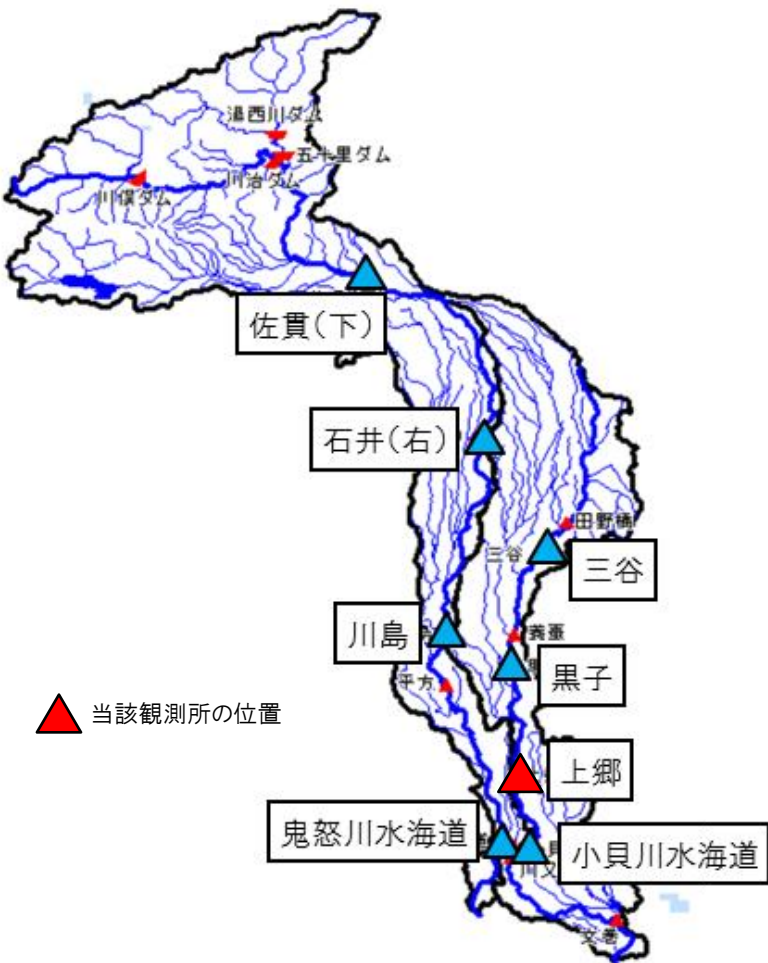 湯西川ダム
五十里ダム
川治ダム
川俣ダム
佐貫(下)
石井(右)
田野橋
三谷
三谷
川島
養蚕
黒子
平方
当該観測所の位置
上郷
鬼怒川水海道
小貝川水海道
文巻